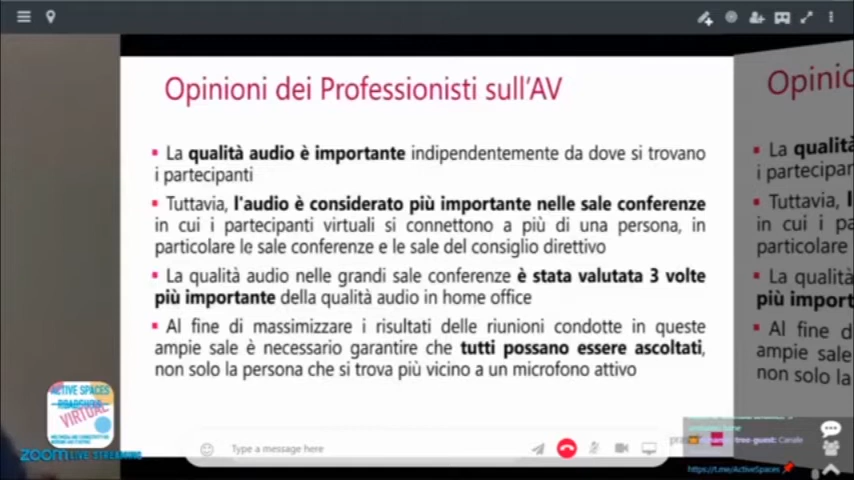 Opinioni dei Professionisti sull'AV
Opinio
▪ La qualità audio è importante indipendentemente da dove si trovano
i partecipanti
▪ Tuttavia, l'audio è considerato più importante nelle sale conferenze
in cui i partecipanti virtuali si connettono a più di una persona, in
particolare le sale conferenze e le sale del consiglio direttivo
▪ La qualità audio nelle grandi sale conferenze è stata valutata 3 volte
più importante della qualità audio in home office
▪ Al fine di massimizzare i risultati delle riunioni condotte in queste
ampie sale è necessario garantire che tutti possano essere ascoltati,
non solo la persona che si trova più vicino a un microfono attivo
▪ La qualità
i partecipan
▪ Tuttavia, l
in cui i pa
particolare
▪ La qualità
più import
▪ Al fine d
ampie sale
non solo la
ACTIVE SPACES
ROADSHOW
VIRTUAL
zoom LIVE STREAMING
Type a message here
Canale
https://t.me/ActiveSpaces